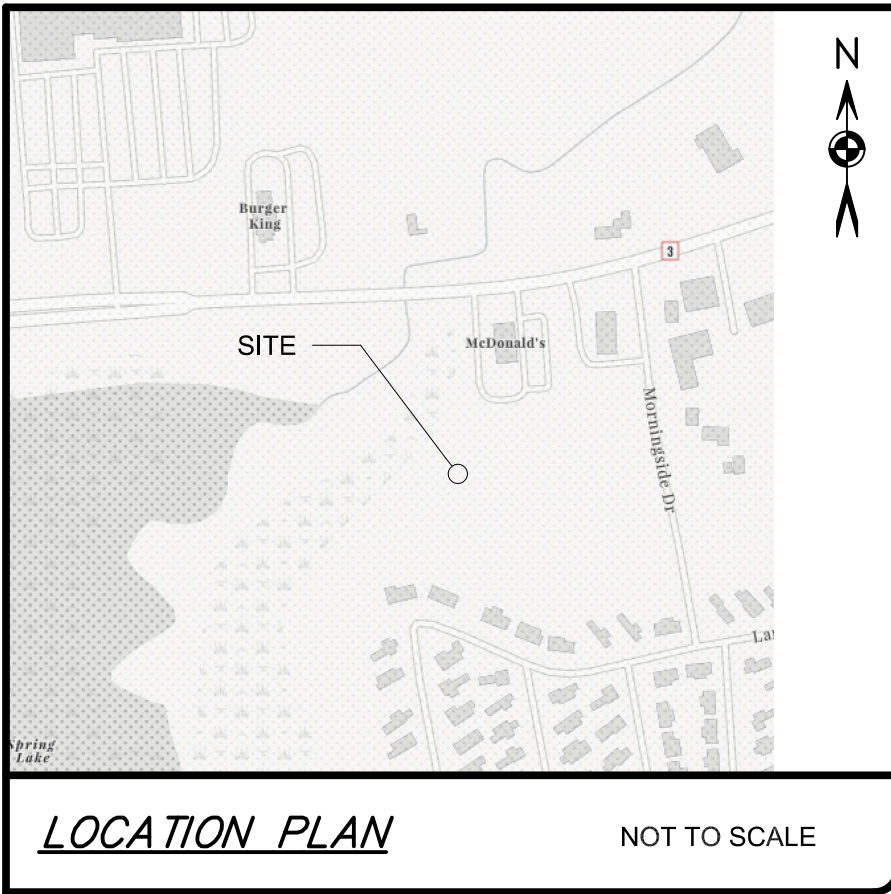 N
Burger
King
3
SITE
McDonald's
Morningside Dr
Spring
Lake
LOCATION PLAN
NOT TO SCALE